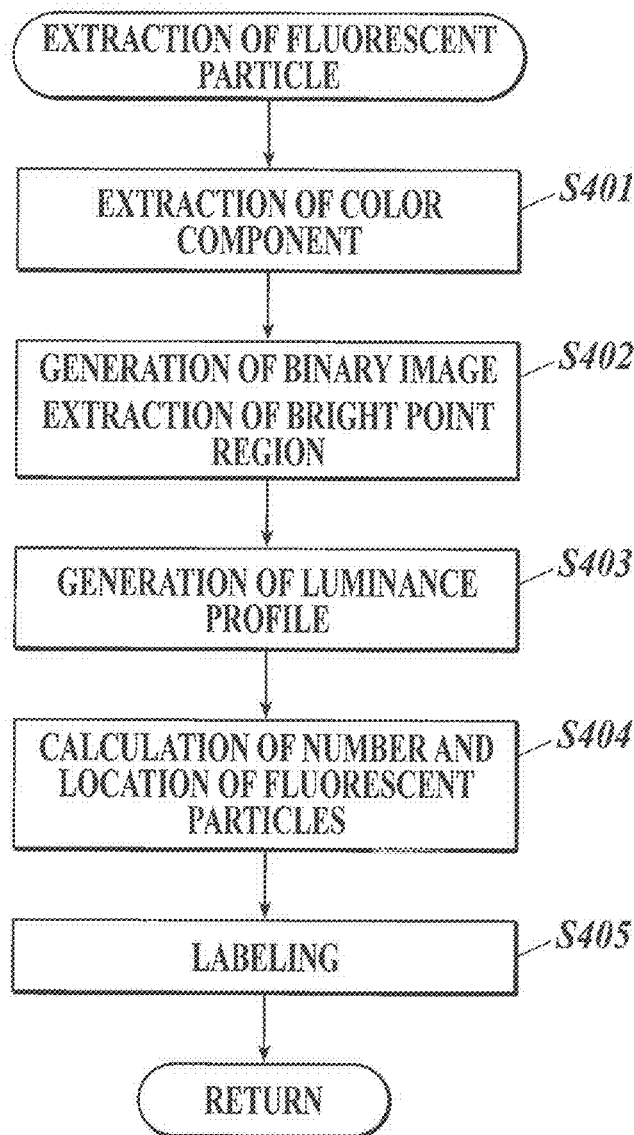 EXTRACTION OF FLUORESCENT
PARTICLE
S401
EXTRACTION OF COLOR
COMPONENT
S402
GENERATION OF BINARY IMAGE
EXTRACTION OF BRIGHT POINT
REGION
S403
GENERATION OF LUMINANCE
PROFILE
S404
CALCULATION OF NUMBER AND
LOCATION OF FLUORESCENT
PARTICLES
S405
LABELING
RETURN